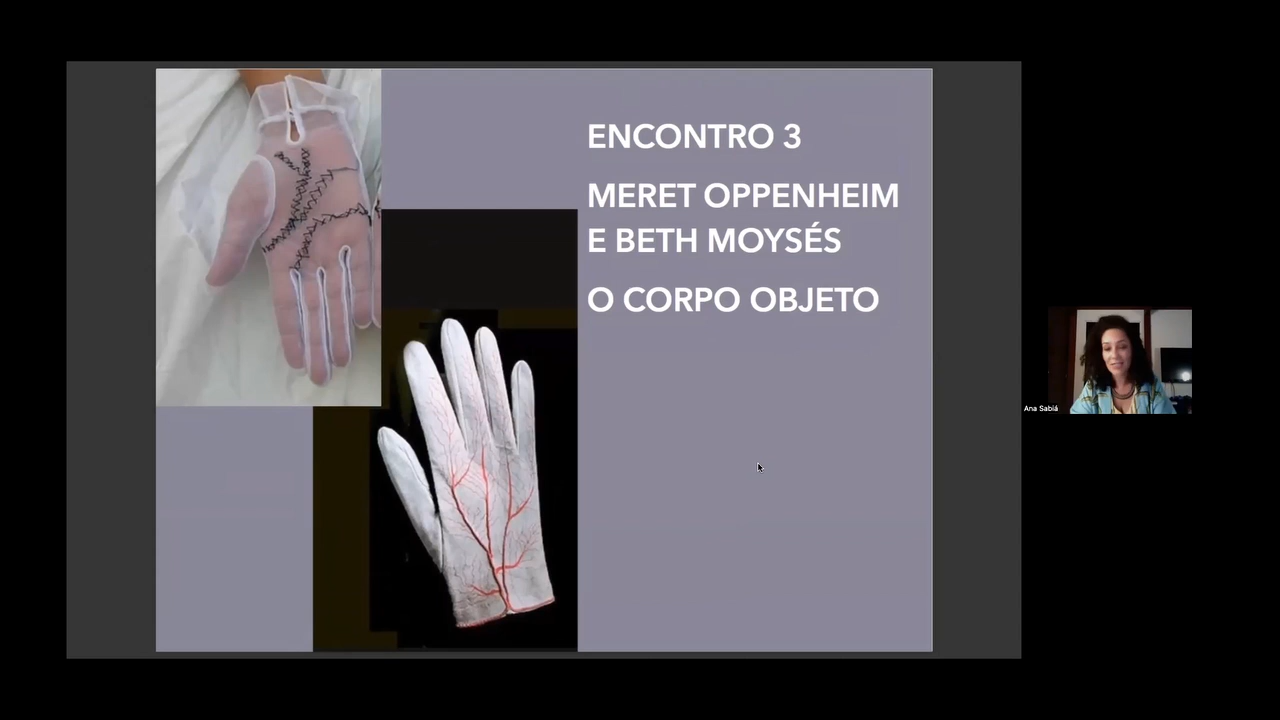 ENCONTRO 3
MERET OPPENHEIM
E BETH MOYSÉS
O CORPO OBJETO
Ana Sabiá